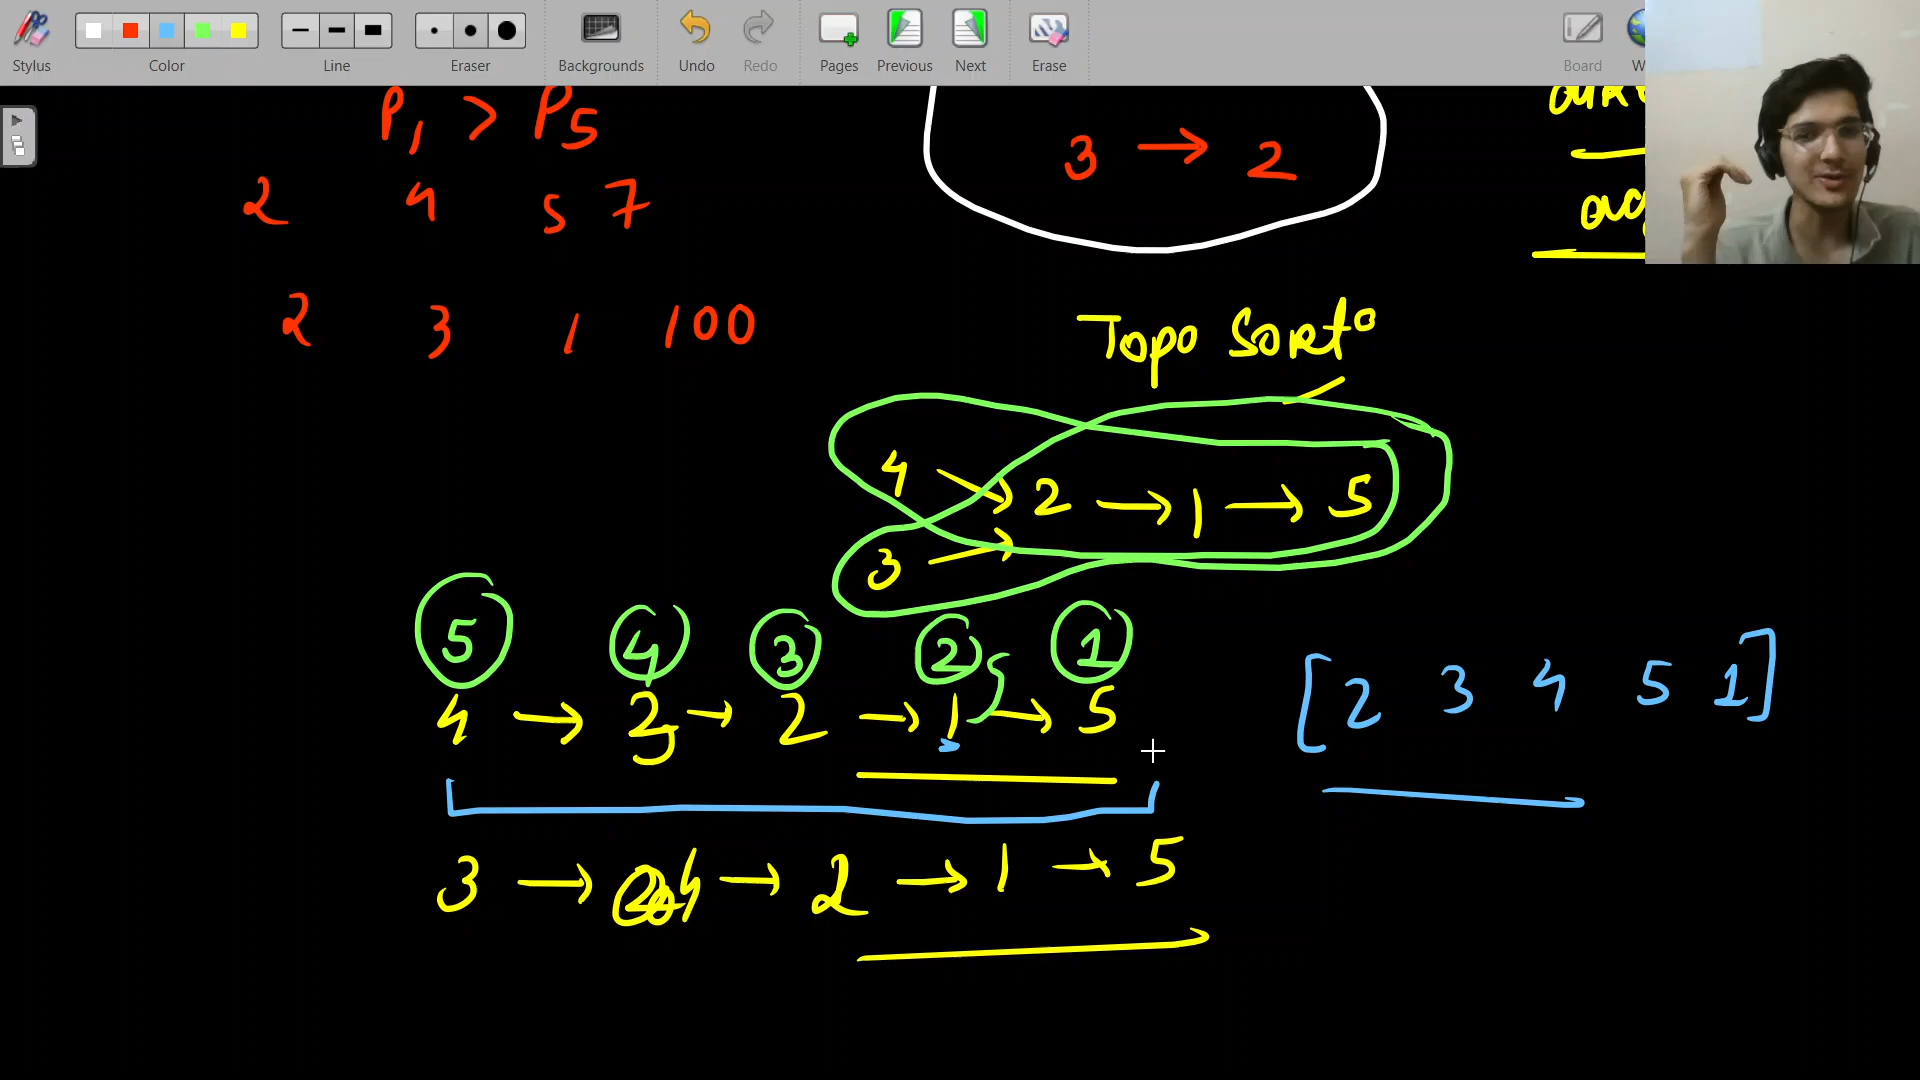 Stylus Color Line Eraser Backgrounds Undo Redo Pages Previous Next Erase Board
P1 > P5
2 4 5 7
3 → 2
2 3 1 100
Topo Sort
4 → 2 → 1 → 5
3 →
5 4 3 2 1
4 → 3 → 2 → 1 → 5
[2 3 4 5 1]
3 → 4 → 2 → 1 → 5